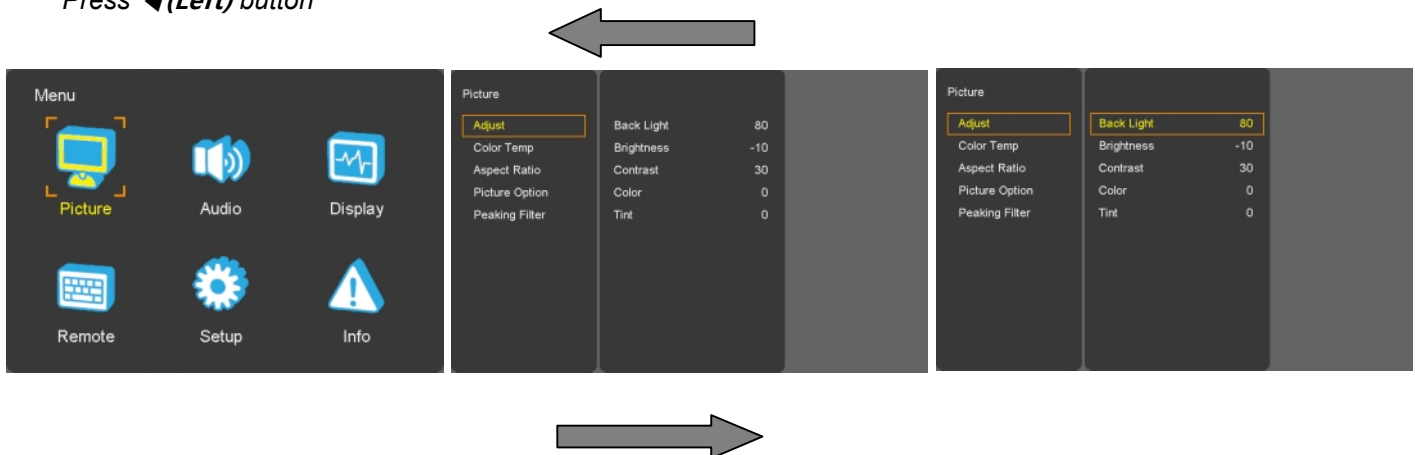 Press ◄(Left) button
Menu
Picture Audio Display
Remote Setup Info
Picture
Adjust Back Light 80
Color Temp Brightness -10
Aspect Ratio Contrast 30
Picture Option Color 0
Peaking Filter Tint 0
Picture
Adjust Back Light 80
Color Temp Brightness -10
Aspect Ratio Contrast 30
Picture Option Color 0
Peaking Filter Tint 0